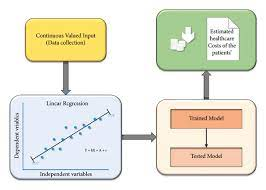 Continuous Valued Input
(Data collection)
Estimated
healthcare
Costs of the
patients'
Linear Regression
Dependent variables
Independent variables
Trained Model
Tested Model